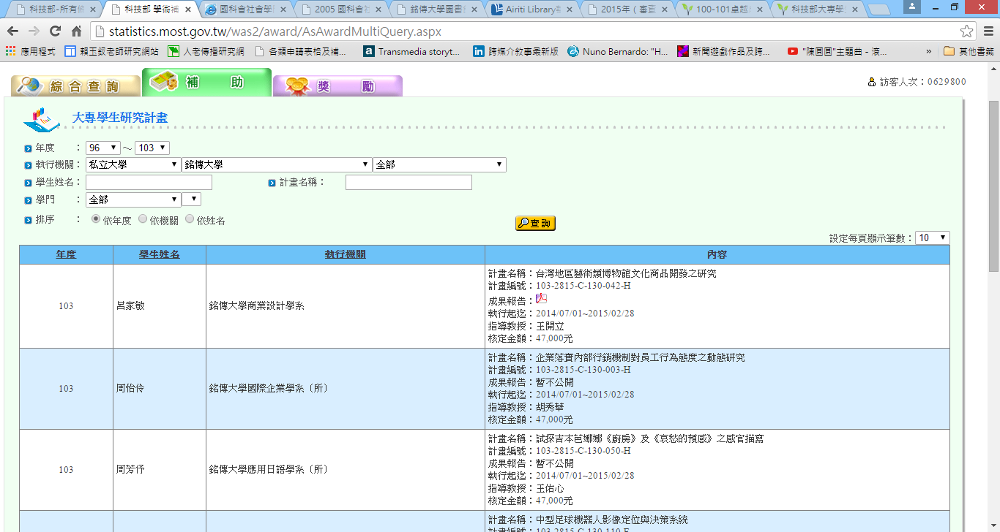 科技部-所有條
科技部 學術補
國科會社會學
2005 國科會社
銘傳大學圖書館
Airiti Library華
2015年（審查
100-101卓越
科技部大專學
statistics.most.gov.tw/was2/award/AsAwardMultiQuery.aspx
應用程式
賴玉釵老師研究網站
人老傳播研究網
各類申請表格及補...
Transmedia storyt...
跨媒介敘事最新版
Nuno Bernardo: "H...
新聞遊戲作品及跨...
"陳圓圓"主題曲 - 滾...
»
其他書籤
綜合查詢
補助
獎勵
訪客人次：0629800
大專學生研究計畫
年度 ： 96 ～ 103
執行機關： 私立大學 銘傳大學 全部
學生姓名： 計畫名稱：
學門 ： 全部
排序 ： 依年度 依機關 依姓名
查詢
設定每頁顯示筆數： 10
年度 學生姓名 執行機關 內容
103 呂家敏 銘傳大學商業設計學系
計畫名稱：台灣地區藝術類博物館文化商品開發之研究
計畫編號：103-2815-C-130-042-H
成果報告：
執行起迄：2014/07/01~2015/02/28
指導教授：王開立
核定金額：47,000元
103 周怡伶 銘傳大學國際企業學系（所）
計畫名稱：企業落實內部行銷機制對員工行為態度之動態研究
計畫編號：103-2815-C-130-003-H
成果報告：暫不公開
執行起迄：2014/07/01~2015/02/28
指導教授：胡秀華
核定金額：47,000元
103 周芳伃 銘傳大學應用日語學系（所）
計畫名稱：試探吉本芭娜娜《廚房》及《哀愁的預感》之感官描寫
計畫編號：103-2815-C-130-050-H
成果報告：暫不公開
執行起迄：2014/07/01~2015/02/28
指導教授：王佑心
核定金額：47,000元
計畫名稱：中型足球機器人影像定位與決策系統
計畫編號：103-2815-C-130-110-E